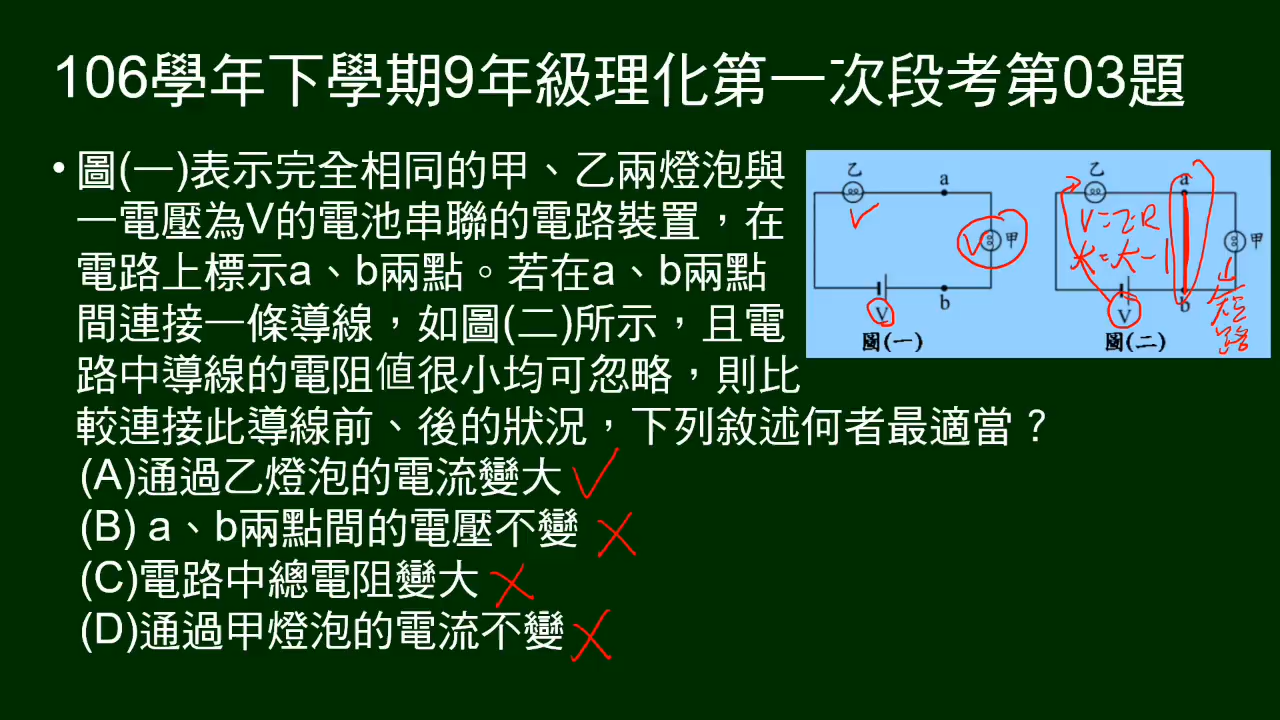 106學年下學期9年級理化第一次段考第03題
• 圖(一)表示完全相同的甲、乙兩燈泡與
一電壓為V的電池串聯的電路裝置，在
電路上標示a、b兩點。若在a、b兩點
間連接一條導線，如圖(二)所示，且電
路中導線的電阻值很小均可忽略，則比
較連接此導線前、後的狀況，下列敘述何者最適當？
(A)通過乙燈泡的電流變大
(B) a、b兩點間的電壓不變
(C)電路中總電阻變大
(D)通過甲燈泡的電流不變
乙
a
甲
b
V
圖(一)
乙
a
甲
b
V
圖(二)
V=IR
大=大
短
路